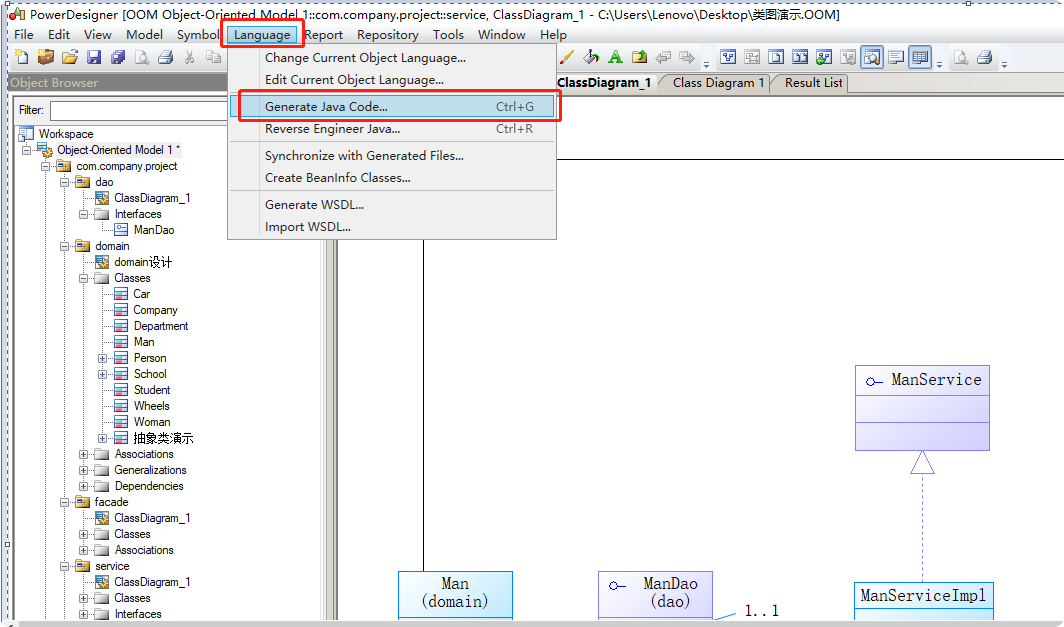 PowerDesigner [OOM Object-Oriented Model 1::com.company.project::service, ClassDiagram_1 - C:\Users\Lenovo\Desktop\类图演示.OOM]
File Edit View Model Symbol Language Report Repository Tools Window Help
Object Browser
Filter:
Workspace
Object-Oriented Model 1 *
com.company.project
dao
ClassDiagram_1
Interfaces
ManDao
domain
domain设计
Classes
Car
Company
Department
Man
Person
School
Student
Wheels
Woman
抽象类演示
Associations
Generalizations
Dependencies
facade
ClassDiagram_1
Classes
Associations
service
ClassDiagram_1
Classes
Interfaces
Change Current Object Language...
Edit Current Object Language...
Generate Java Code... Ctrl+G
Reverse Engineer Java... Ctrl+R
Synchronize with Generated Files...
Create BeanInfo Classes...
Generate WSDL...
Import WSDL...
ClassDiagram_1 Class Diagram 1 Result List
ManService
Man
(domain)
ManDao
(dao)
1..1
ManServiceImpl